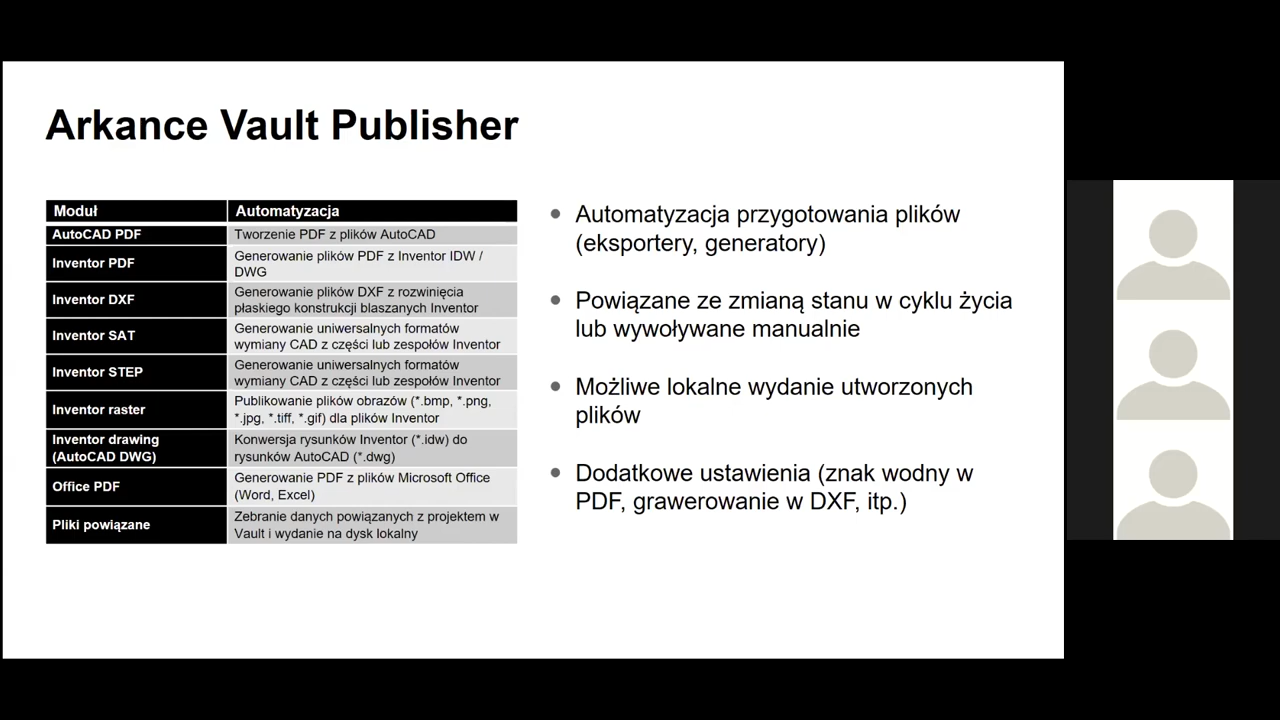 Arkance Vault Publisher
Moduł Automatyzacja
AutoCAD PDF Tworzenie PDF z plików AutoCAD
Inventor PDF Generowanie plików PDF z Inventor IDW /
DWG
Inventor DXF Generowanie plików DXF z rozwinięcia
płaskiego konstrukcji blaszanych Inventor
Inventor SAT Generowanie uniwersalnych formatów
wymiany CAD z części lub zespołów Inventor
Inventor STEP Generowanie uniwersalnych formatów
wymiany CAD z części lub zespołów Inventor
Inventor raster Publikowanie plików obrazów (*.bmp, *.png,
*.jpg, *.tiff, *.gif) dla plików Inventor
Inventor drawing Konwersja rysunków Inventor (*.idw) do
(AutoCAD DWG) rysunków AutoCAD (*.dwg)
Office PDF Generowanie PDF z plików Microsoft Office
(Word, Excel)
Pliki powiązane Zebranie danych powiązanych z projektem w
Vault i wydanie na dysk lokalny
• Automatyzacja przygotowania plików
(eksportery, generatory)
• Powiązane ze zmianą stanu w cyklu życia
lub wywoływane manualnie
• Możliwe lokalne wydanie utworzonych
plików
• Dodatkowe ustawienia (znak wodny w
PDF, grawerowanie w DXF, itp.)